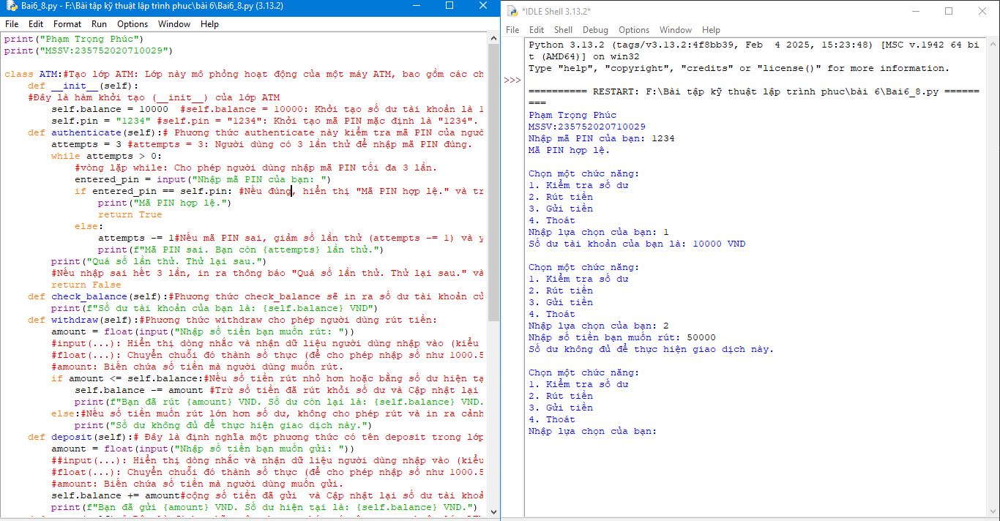 Bai6_8.py - F:\Bài tập kỹ thuật lập trình phuc\bài 6\Bai6_8.py (3.13.2)
File Edit Format Run Options Window Help
print("Phạm Trọng Phúc")
print("MSSV:235752020710029")
class ATM:#Tạo lớp ATM: Lớp này mô phỏng hoạt động của một máy ATM, bao gồm các ch
def __init__(self):
#Đây là hàm khởi tạo (__init__) của lớp ATM
self.balance = 10000 #self.balance = 10000: Khởi tạo số dư tài khoản là 1
self.pin = "1234" #self.pin = "1234": Khởi tạo mã PIN mặc định là "1234".
def authenticate(self):# Phương thức authenticate này kiểm tra mã PIN của ngườ
attempts = 3 #attempts = 3: Người dùng có 3 lần thử để nhập mã PIN đúng.
while attempts > 0:
#vòng lặp while: Cho phép người dùng nhập mã PIN tối đa 3 lần.
entered_pin = input("Nhập mã PIN của bạn: ")
if entered_pin == self.pin: #Nếu đúng, hiển thị "Mã PIN hợp lệ." và tr
print("Mã PIN hợp lệ.")
return True
else:
attempts -= 1#Nếu mã PIN sai, giảm số lần thử (attempts -= 1) và y
print(f"Mã PIN sai. Bạn còn {attempts} lần thử.")
print("Quá số lần thử. Thử lại sau.")
#Nếu nhập sai hết 3 lần, in ra thông báo "Quá số lần thử. Thử lại sau." và
return False
def check_balance(self):#Phương thức check_balance sẽ in ra số dư tài khoản củ
print(f"Số dư tài khoản của bạn là: {self.balance} VND")
def withdraw(self):#Phương thức withdraw cho phép người dùng rút tiền:
amount = float(input("Nhập số tiền bạn muốn rút: "))
#input(...): Hiển thị dòng nhắc và nhận dữ liệu người dùng nhập vào (kiểu
#float(...): Chuyển chuỗi đó thành số thực (để cho phép nhập số như 1000.5
#amount: Biến chứa số tiền mà người dùng muốn rút.
if amount <= self.balance:#Nếu số tiền rút nhỏ hơn hoặc bằng số dư hiện tạ
self.balance -= amount #Trừ số tiền đã rút khỏi số dư và Cập nhật lại
print(f"Bạn đã rút {amount} VND. Số dư còn lại là: {self.balance} VND.
else:#Nếu số tiền muốn rút lớn hơn số dư, không cho phép rút và in ra cảnh
print("Số dư không đủ để thực hiện giao dịch này.")
def deposit(self):# Đây là định nghĩa một phương thức có tên deposit trong lớp
amount = float(input("Nhập số tiền bạn muốn gửi: "))
##input(...): Hiển thị dòng nhắc và nhận dữ liệu người dùng nhập vào (kiểu
#float(...): Chuyển chuỗi đó thành số thực (để cho phép nhập số như 1000.5
#amount: Biến chứa số tiền mà người dùng muốn gửi.
self.balance += amount#cộng số tiền đã gửi  và Cập nhật lại số dư tài khoả
print(f"Bạn đã gửi {amount} VND. Số dư hiện tại là: {self.balance} VND.")
*IDLE Shell 3.13.2*
File Edit Shell Debug Options Window Help
Python 3.13.2 (tags/v3.13.2:4f8bb39, Feb  4 2025, 15:23:48) [MSC v.1942 64 bi
t (AMD64)] on win32
Type "help", "copyright", "credits" or "license()" for more information.
>>>
========== RESTART: F:\Bài tập kỹ thuật lập trình phuc\bài 6\Bai6_8.py ======
===
Phạm Trọng Phúc
MSSV:235752020710029
Nhập mã PIN của bạn: 1234
Mã PIN hợp lệ.
Chọn một chức năng:
1. Kiểm tra số dư
2. Rút tiền
3. Gửi tiền
4. Thoát
Nhập lựa chọn của bạn: 1
Số dư tài khoản của bạn là: 10000 VND
Chọn một chức năng:
1. Kiểm tra số dư
2. Rút tiền
3. Gửi tiền
4. Thoát
Nhập lựa chọn của bạn: 2
Nhập số tiền bạn muốn rút: 50000
Số dư không đủ để thực hiện giao dịch này.
Chọn một chức năng:
1. Kiểm tra số dư
2. Rút tiền
3. Gửi tiền
4. Thoát
Nhập lựa chọn của bạn: